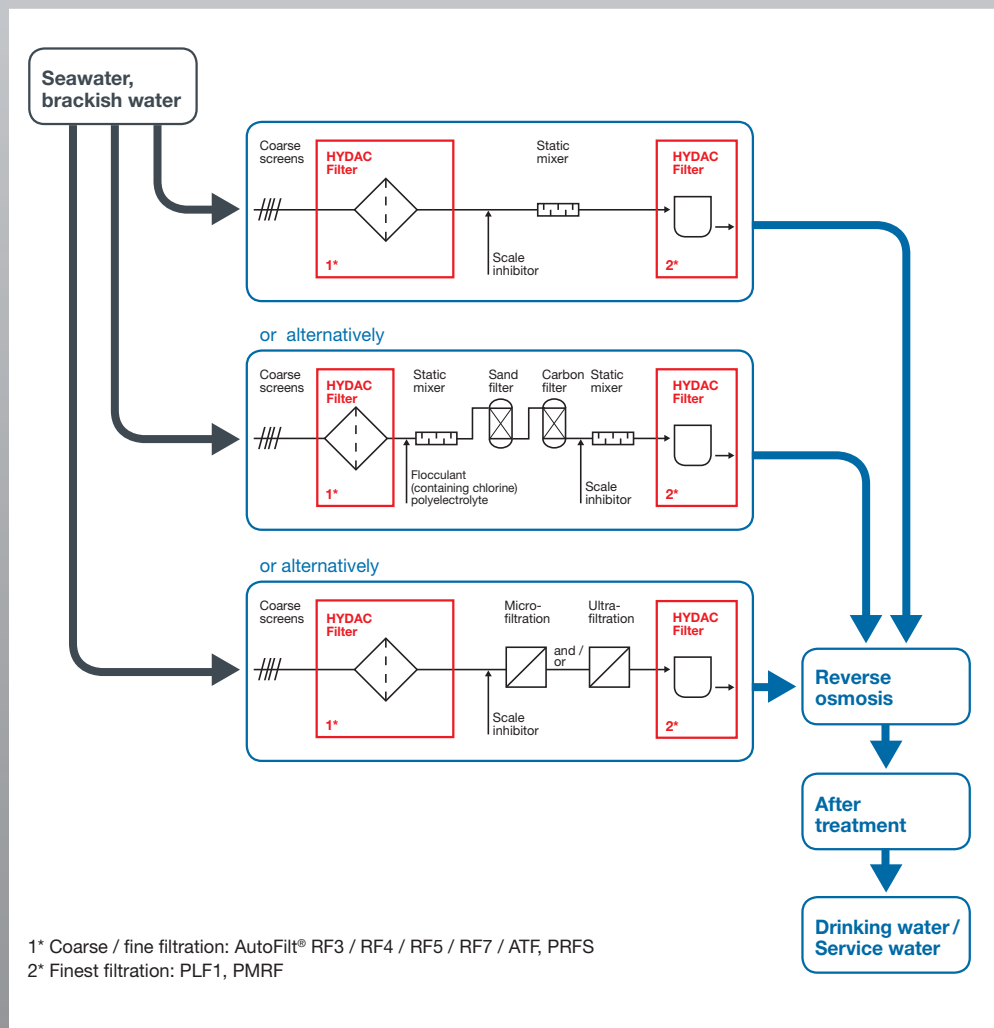 Seawater,
brackish water
Coarse
screens
HYDAC
Filter
1*
Scale
inhibitor
Static
mixer
HYDAC
Filter
2*
or alternatively
Coarse
screens
HYDAC
Filter
1*
Static
mixer
Flocculant
(containing chlorine)
polyelectrolyte
Sand
filter
Carbon
filter
Static
mixer
Scale
inhibitor
HYDAC
Filter
2*
or alternatively
Coarse
screens
HYDAC
Filter
1*
Scale
inhibitor
Micro-
filtration
and /
or
Ultra-
filtration
HYDAC
Filter
2*
Reverse
osmosis
After
treatment
Drinking water /
Service water
1* Coarse / fine filtration: AutoFilt® RF3 / RF4 / RF5 / RF7 / ATF, PRFS
2* Finest filtration: PLF1, PMRF